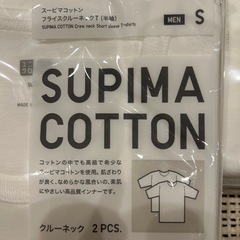 スーピマコットン
フライスクルーネックT(半袖)
SUPIMA COTTON Crew neck Short sleeve T-shirts
MEN S
SUPIMA
COTTON
コットンの中でも高級で希少な
スーピマコットンを使用。肌ざわり
が良く、なめらかな風合いの、素肌
にやさしい高品質インナーです。
クルーネック 2 PCS.